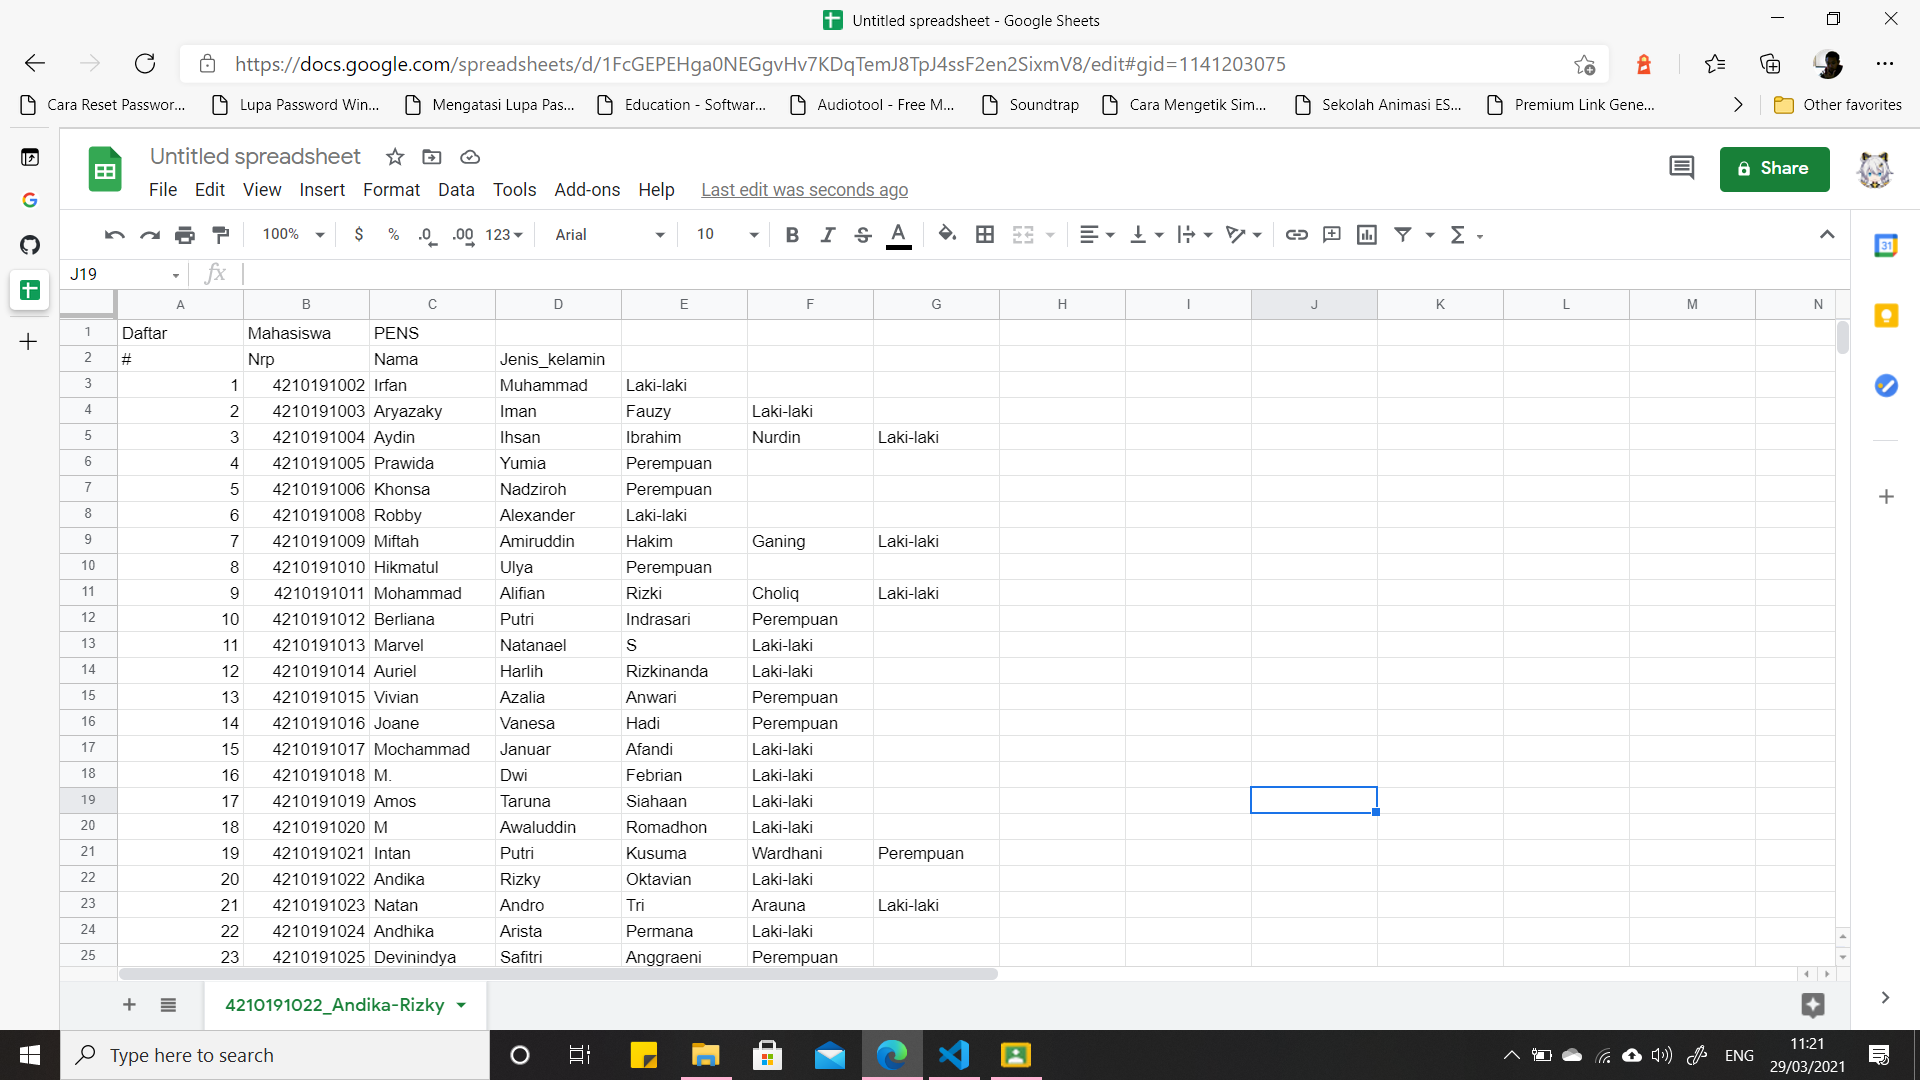 Untitled spreadsheet - Google Sheets
https://docs.google.com/spreadsheets/d/1FcGEPEHga0NEGgvHv7KDqTemJ8TpJ4ssF2en2SixmV8/edit#gid=1141203075
Cara Reset Passwor... Lupa Password Win... Mengatasi Lupa Pas... Education - Softwar... Audiotool - Free M... Soundtrap Cara Mengetik Sim... Sekolah Animasi ES... Premium Link Gene... Other favorites
Untitled spreadsheet
File Edit View Insert Format Data Tools Add-ons Help Last edit was seconds ago
Share
100% $ % .0 .00 123 Arial 10 B I S A
J19 fx
A B C D E F G H I J K L M N
1 Daftar Mahasiswa PENS
2 # Nrp Nama Jenis_kelamin
3 1 4210191002 Irfan Muhammad Laki-laki
4 2 4210191003 Aryazaky Iman Fauzy Laki-laki
5 3 4210191004 Aydin Ihsan Ibrahim Nurdin Laki-laki
6 4 4210191005 Prawida Yumia Perempuan
7 5 4210191006 Khonsa Nadziroh Perempuan
8 6 4210191008 Robby Alexander Laki-laki
9 7 4210191009 Miftah Amiruddin Hakim Ganing Laki-laki
10 8 4210191010 Hikmatul Ulya Perempuan
11 9 4210191011 Mohammad Alifian Rizki Choliq Laki-laki
12 10 4210191012 Berliana Putri Indrasari Perempuan
13 11 4210191013 Marvel Natanael S Laki-laki
14 12 4210191014 Auriel Harlih Rizkinanda Laki-laki
15 13 4210191015 Vivian Azalia Anwari Perempuan
16 14 4210191016 Joane Vanesa Hadi Perempuan
17 15 4210191017 Mochammad Januar Afandi Laki-laki
18 16 4210191018 M. Dwi Febrian Laki-laki
19 17 4210191019 Amos Taruna Siahaan Laki-laki
20 18 4210191020 M Awaluddin Romadhon Laki-laki
21 19 4210191021 Intan Putri Kusuma Wardhani Perempuan
22 20 4210191022 Andika Rizky Oktavian Laki-laki
23 21 4210191023 Natan Andro Tri Arauna Laki-laki
24 22 4210191024 Andhika Arista Permana Laki-laki
25 23 4210191025 Devinindya Safitri Anggraeni Perempuan
4210191022_Andika-Rizky
Type here to search
ENG
11:21
29/03/2021